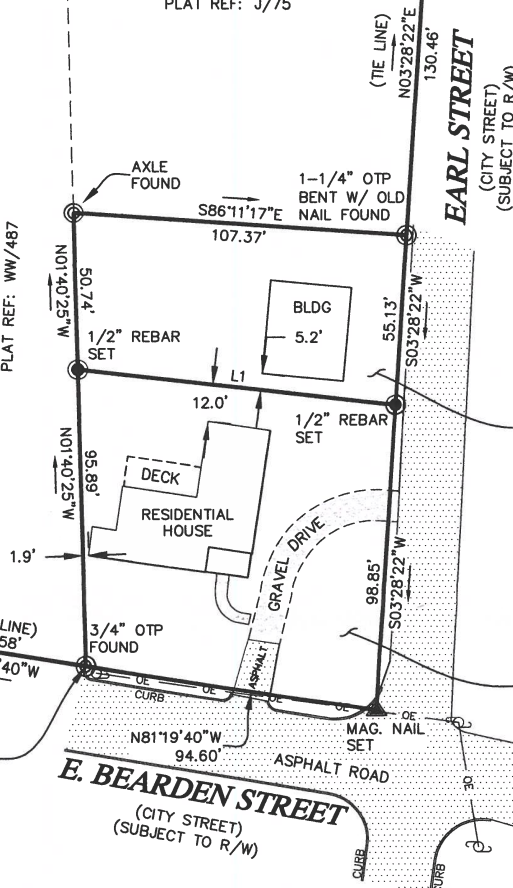 PLAT REF: J/75
(TIE LINE)
N03°28'22"E
130.46'
EARL STREET
(CITY STREET)
(SUBJECT TO R/W)
AXLE
FOUND
1-1/4" OTP
BENT W/ OLD
NAIL FOUND
S86°11'17"E
107.37'
PLAT REF: WW/487
N01°40'25"W
50.74'
1/2" REBAR
SET
BLDG
5.2'
55.13'
S03°28'22"W
L1
12.0'
1/2" REBAR
SET
N01°40'25"W
95.89'
DECK
RESIDENTIAL
HOUSE
GRAVEL DRIVE
1.9'
98.85'
S03°28'22"W
LINE)
58'
'40"W
3/4" OTP
FOUND
ASPHALT
OE
OE
OE
OE
OE
CURB
MAG. NAIL
SET
N81°19'40"W
94.60'
ASPHALT ROAD
OE
E. BEARDEN STREET
(CITY STREET)
(SUBJECT TO R/W)
CURB
CURB